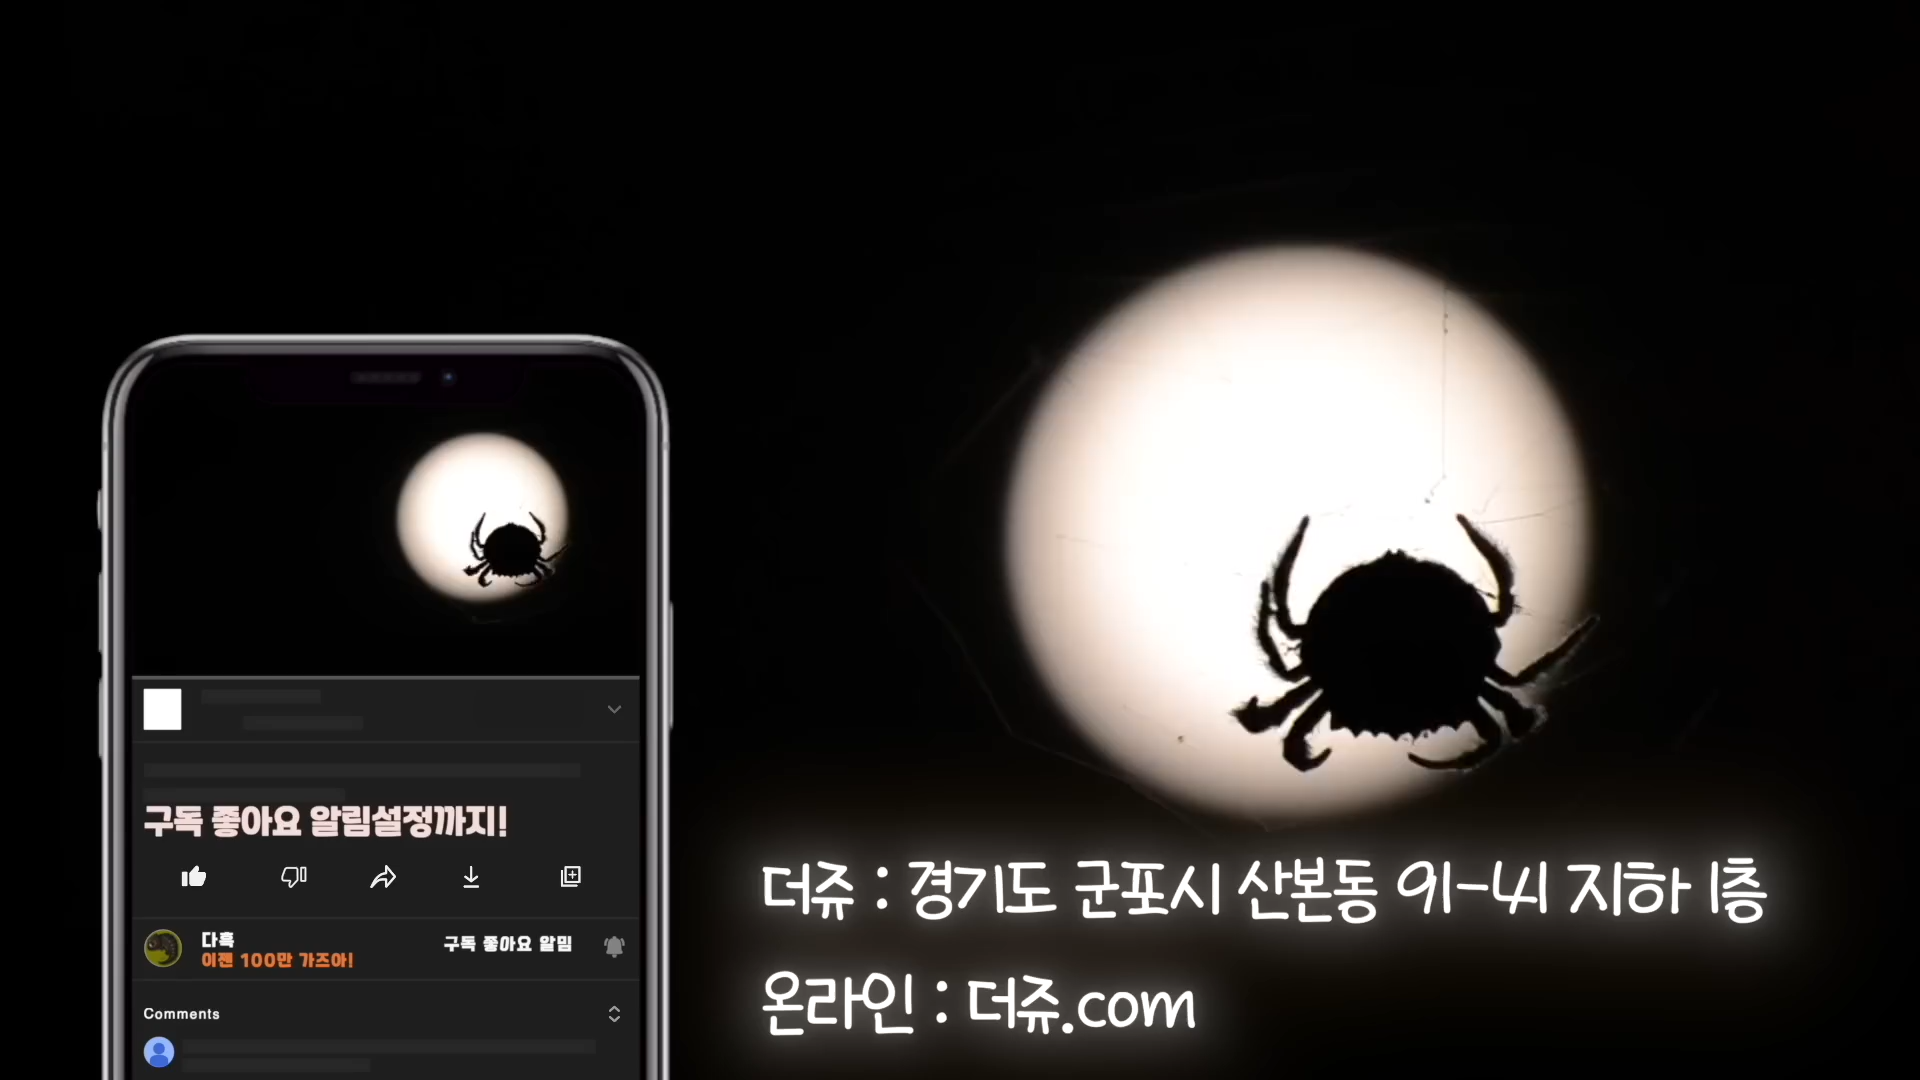 구독 좋아요 알림설정까지!
다흑
이젠 100만 가즈아!
구독 좋아요 알림
Comments
더쥬 : 경기도 군포시 산본동 91-41 지하 1층
온라인 : 더쥬.com